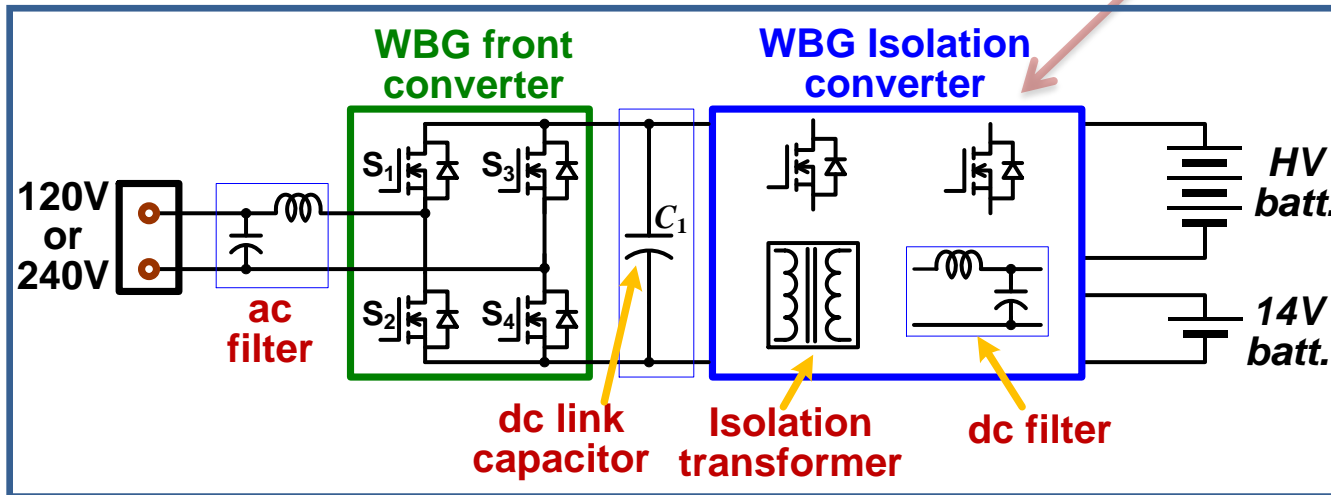 WBG front
converter
WBG Isolation
converter
120V
or
240V
S1
S3
S2
S4
C1
HV
batt.
14V
batt.
ac
filter
dc link
capacitor
Isolation
transformer
dc filter